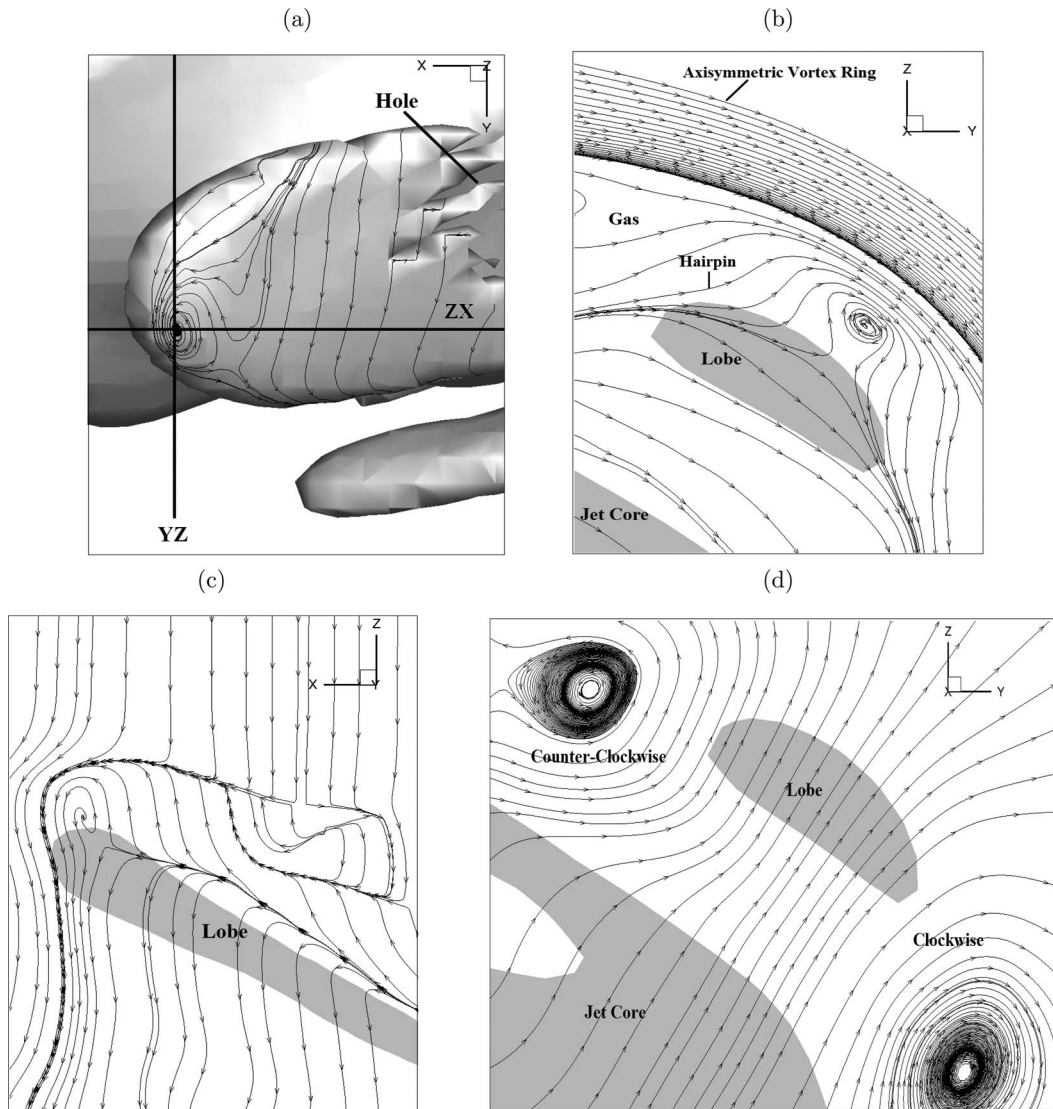 (a)
X
Z
Y
Hole
ZX
YZ
(b)
Axisymmetric Vortex Ring
Z
X
Y
Gas
Hairpin
Lobe
Jet Core
(c)
Z
X
Y
Lobe
(d)
Z
X
Y
Counter-Clockwise
Lobe
Clockwise
Jet Core